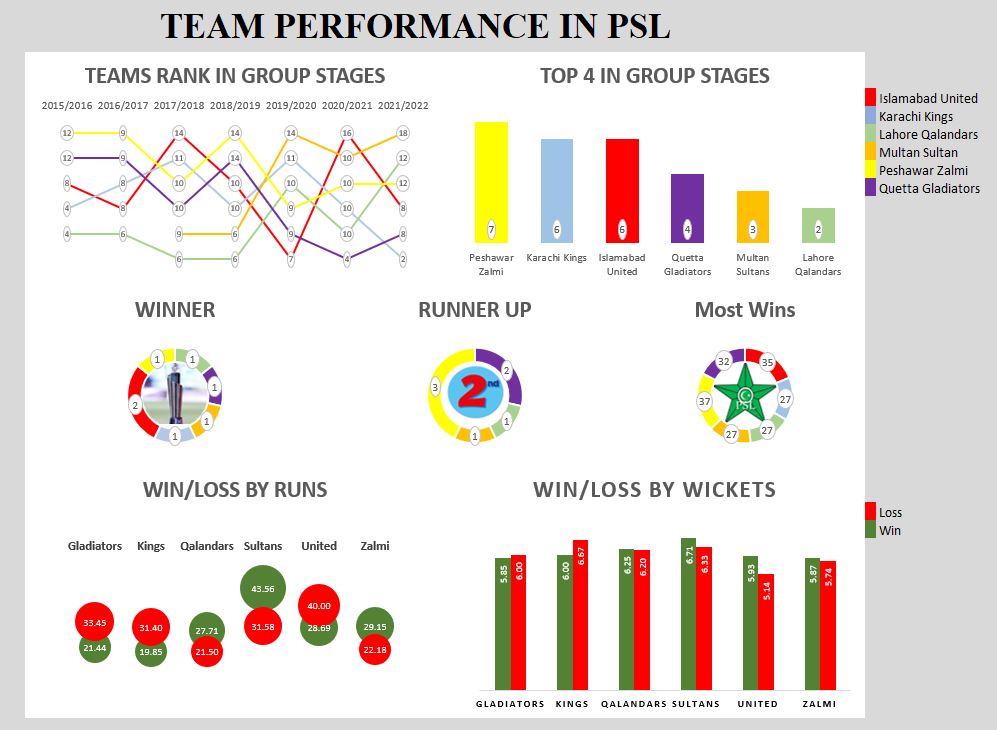 TEAM PERFORMANCE IN PSL
TEAMS RANK IN GROUP STAGES
2015/2016 2016/2017 2017/2018 2018/2019 2019/2020 2020/2021 2021/2022
12 9 14 14 14 16 18
12 9 11 14 11 10 12
8 10 10 10 10 12
4 8 10 10 9 10 8
4 6 9 6 9 10 8
6 6 7 4 2
TOP 4 IN GROUP STAGES
7 6 6 4 3 2
Peshawar Zalmi
Karachi Kings
Islamabad United
Quetta Gladiators
Multan Sultans
Lahore Qalandars
Islamabad United
Karachi Kings
Lahore Qalandars
Multan Sultan
Peshawar Zalmi
Quetta Gladiators
WINNER
1 1
1
2
1
1
RUNNER UP
2
3
1
1
2nd
Most Wins
32 35
37 27
27 27
PSL
WIN/LOSS BY RUNS
Gladiators Kings Qalandars Sultans United Zalmi
43.56
40.00
33.45 31.40 27.71 31.58 28.69 29.15
21.44 19.85 21.50 22.18
WIN/LOSS BY WICKETS
5.85 6.00 6.00 6.67 6.25 6.20 6.71 6.33 5.93 5.14 5.87 5.74
GLADIATORS KINGS QALANDARS SULTANS UNITED ZALMI
Loss
Win